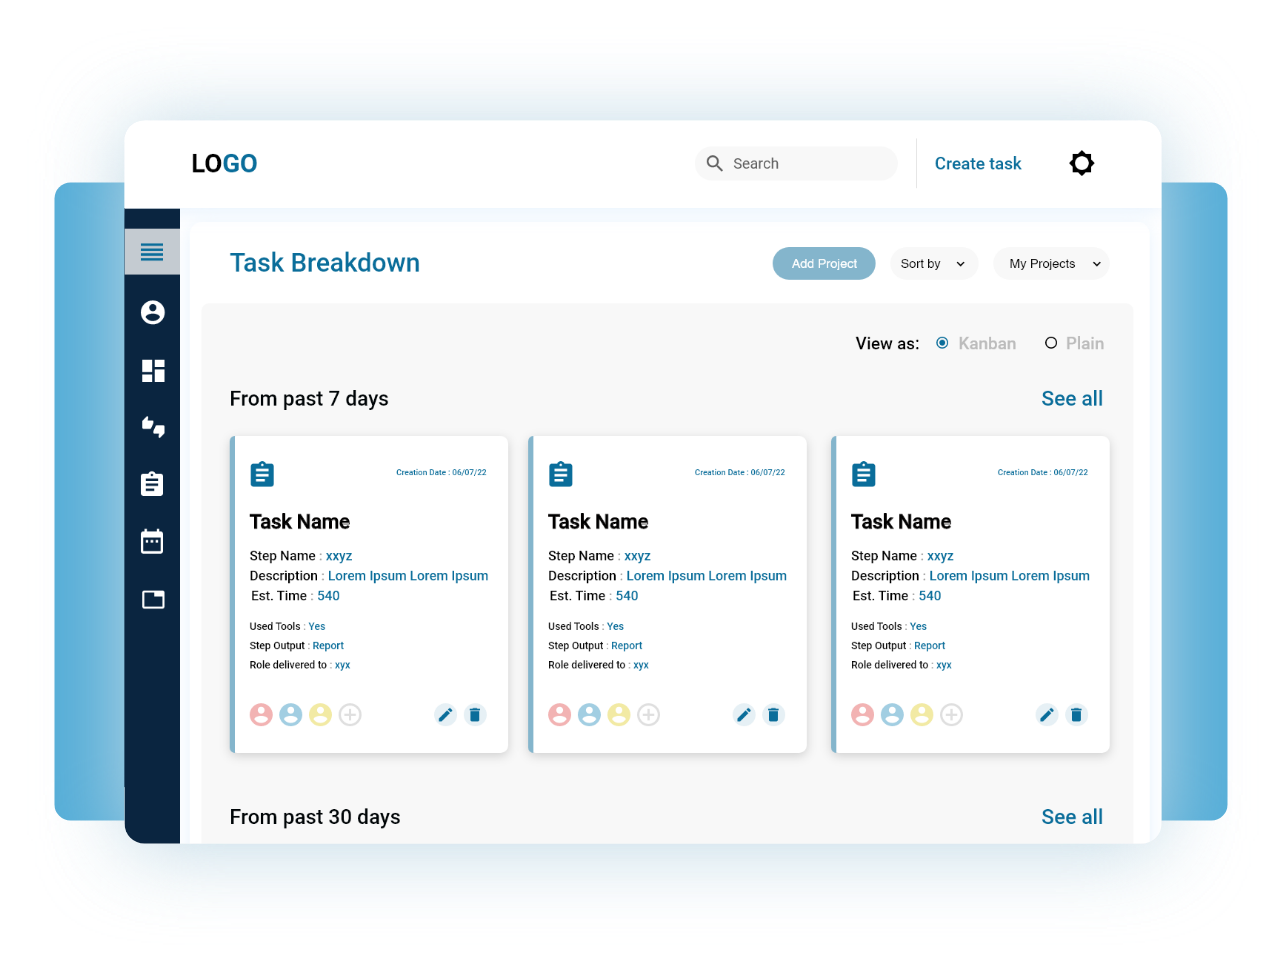 LOGO
Search
Create task
Task Breakdown
Add Project
Sort by
My Projects
View as:
Kanban
Plain
From past 7 days
See all
Creation Date : 06/07/22
Task Name
Step Name : xxyz
Description : Lorem Ipsum Lorem Ipsum
Est. Time : 540
Used Tools : Yes
Step Output : Report
Role delivered to : xyx
Creation Date : 06/07/22
Task Name
Step Name : xxyz
Description : Lorem Ipsum Lorem Ipsum
Est. Time : 540
Used Tools : Yes
Step Output : Report
Role delivered to : xyx
Creation Date : 06/07/22
Task Name
Step Name : xxyz
Description : Lorem Ipsum Lorem Ipsum
Est. Time : 540
Used Tools : Yes
Step Output : Report
Role delivered to : xyx
From past 30 days
See all